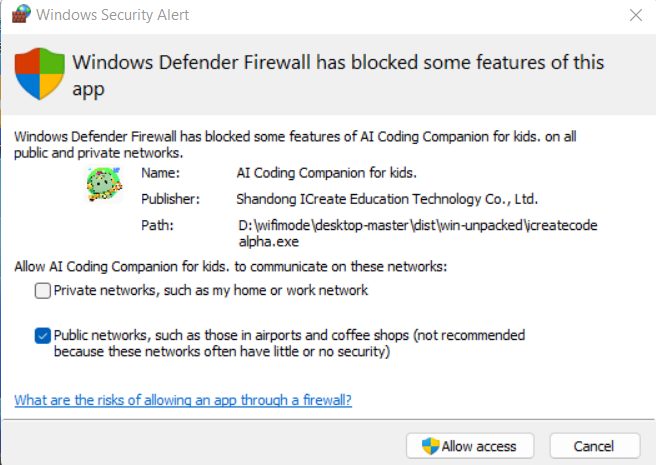 Windows Security Alert
Windows Defender Firewall has blocked some features of this
app
Windows Defender Firewall has blocked some features of AI Coding Companion for kids. on all
public and private networks.
Name: AI Coding Companion for kids.
Publisher: Shandong ICreate Education Technology Co., Ltd.
Path: D:\wifimode\desktop-master\dist\win-unpacked\icreatecode
alpha.exe
Allow AI Coding Companion for kids. to communicate on these networks:
Private networks, such as my home or work network
Public networks, such as those in airports and coffee shops (not recommended
because these networks often have little or no security)
What are the risks of allowing an app through a firewall?
Allow access Cancel